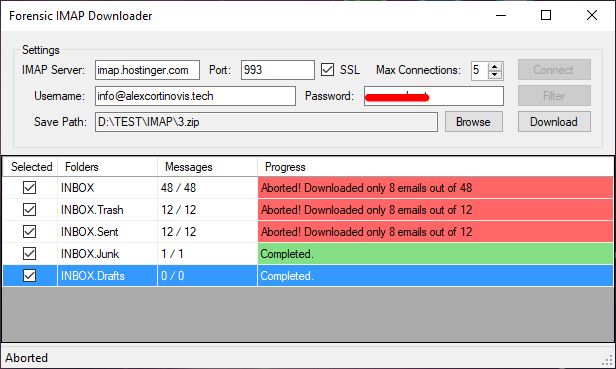 Forensic IMAP Downloader
Settings
IMAP Server: imap.hostinger.com Port: 993 SSL Max Connections: 5 Connect
Username: info@alexcortinovis.tech Password: Filter
Save Path: D:\TEST\IMAP\3.zip Browse Download
Selected Folders Messages Progress
INBOX 48 / 48 Aborted! Downloaded only 8 emails out of 48
INBOX.Trash 12 / 12 Aborted! Downloaded only 8 emails out of 12
INBOX.Sent 12 / 12 Aborted! Downloaded only 8 emails out of 12
INBOX.Junk 1 / 1 Completed.
INBOX.Drafts 0 / 0 Completed.
Aborted